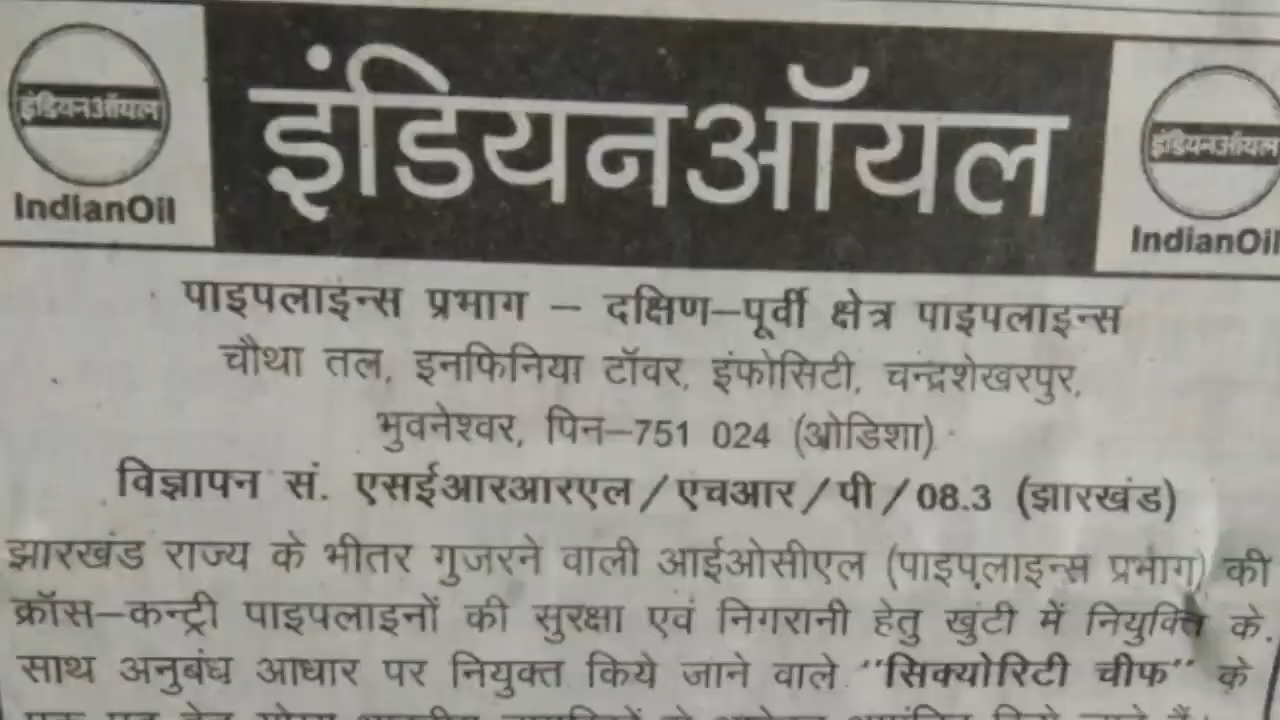 इंडियनऑयल
इंडियनऑयल
इंडियनऑयल
IndianOil
IndianOil
पाइपलाइन्स प्रभाग – दक्षिण–पूर्वी क्षेत्र पाइपलाइन्स
चौथा तल, इनफिनिया टॉवर, इंफोसिटी, चन्द्रशेखरपुर,
भुवनेश्वर, पिन–751 024 (ओडिशा)
विज्ञापन सं. एसईआरआरएल/एचआर/पी/08.3 (झारखंड)
झारखंड राज्य के भीतर गुजरने वाली आईओसीएल (पाइपलाइन्स प्रभाग) की
क्रॉस–कन्ट्री पाइपलाइनों की सुरक्षा एवं निगरानी हेतु खुंटी में नियुक्ति के
साथ अनुबंध आधार पर नियुक्त किये जाने वाले "सिक्योरिटी चीफ" के